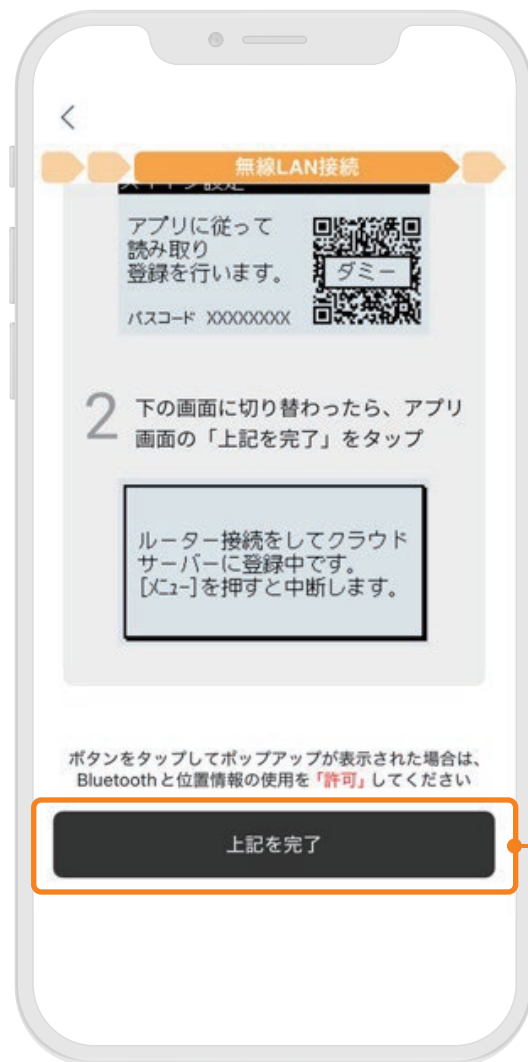 無線LAN接続
アプリに従って
読み取り
登録を行います。
ダミー
パスコード XXXXXXXX
2
下の画面に切り替わったら、アプリ
画面の「上記を完了」をタップ
ルーター接続をしてクラウド
サーバーに登録中です。
[ﾒﾆｭｰ]を押すと中断します。
ボタンをタップしてポップアップが表示された場合は、
Bluetoothと位置情報の使用を「許可」してください
上記を完了